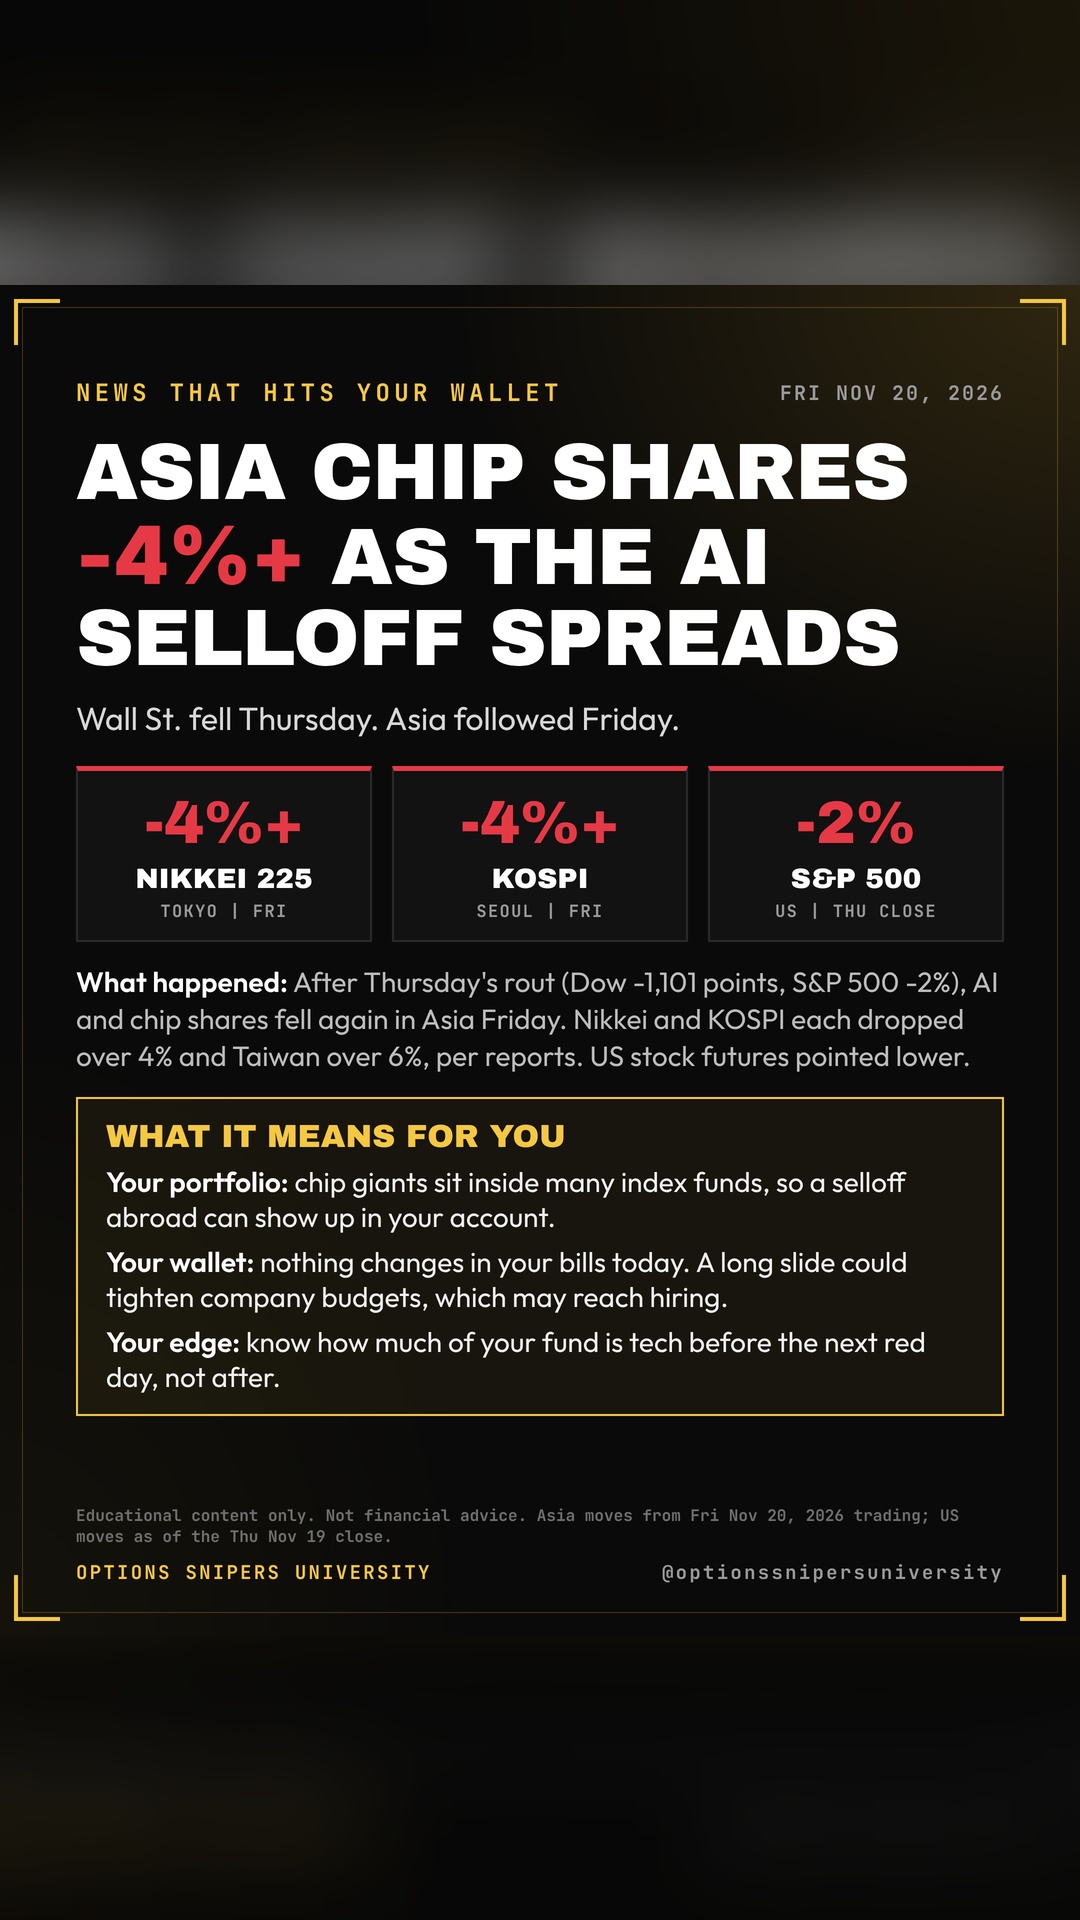 NEWS THAT HITS YOUR WALLET
FRI NOV 20, 2026
ASIA CHIP SHARES
-4%+ AS THE AI
SELLOFF SPREADS
Wall St. fell Thursday. Asia followed Friday.
-4%+
NIKKEI 225
TOKYO | FRI
-4%+
KOSPI
SEOUL | FRI
-2%
S&P 500
US | THU CLOSE
What happened: After Thursday's rout (Dow -1,101 points, S&P 500 -2%), AI
and chip shares fell again in Asia Friday. Nikkei and KOSPI each dropped
over 4% and Taiwan over 6%, per reports. US stock futures pointed lower.
WHAT IT MEANS FOR YOU
Your portfolio: chip giants sit inside many index funds, so a selloff
abroad can show up in your account.
Your wallet: nothing changes in your bills today. A long slide could
tighten company budgets, which may reach hiring.
Your edge: know how much of your fund is tech before the next red
day, not after.
Educational content only. Not financial advice. Asia moves from Fri Nov 20, 2026 trading; US
moves as of the Thu Nov 19 close.
OPTIONS SNIPERS UNIVERSITY
@optionssnipersuniversity